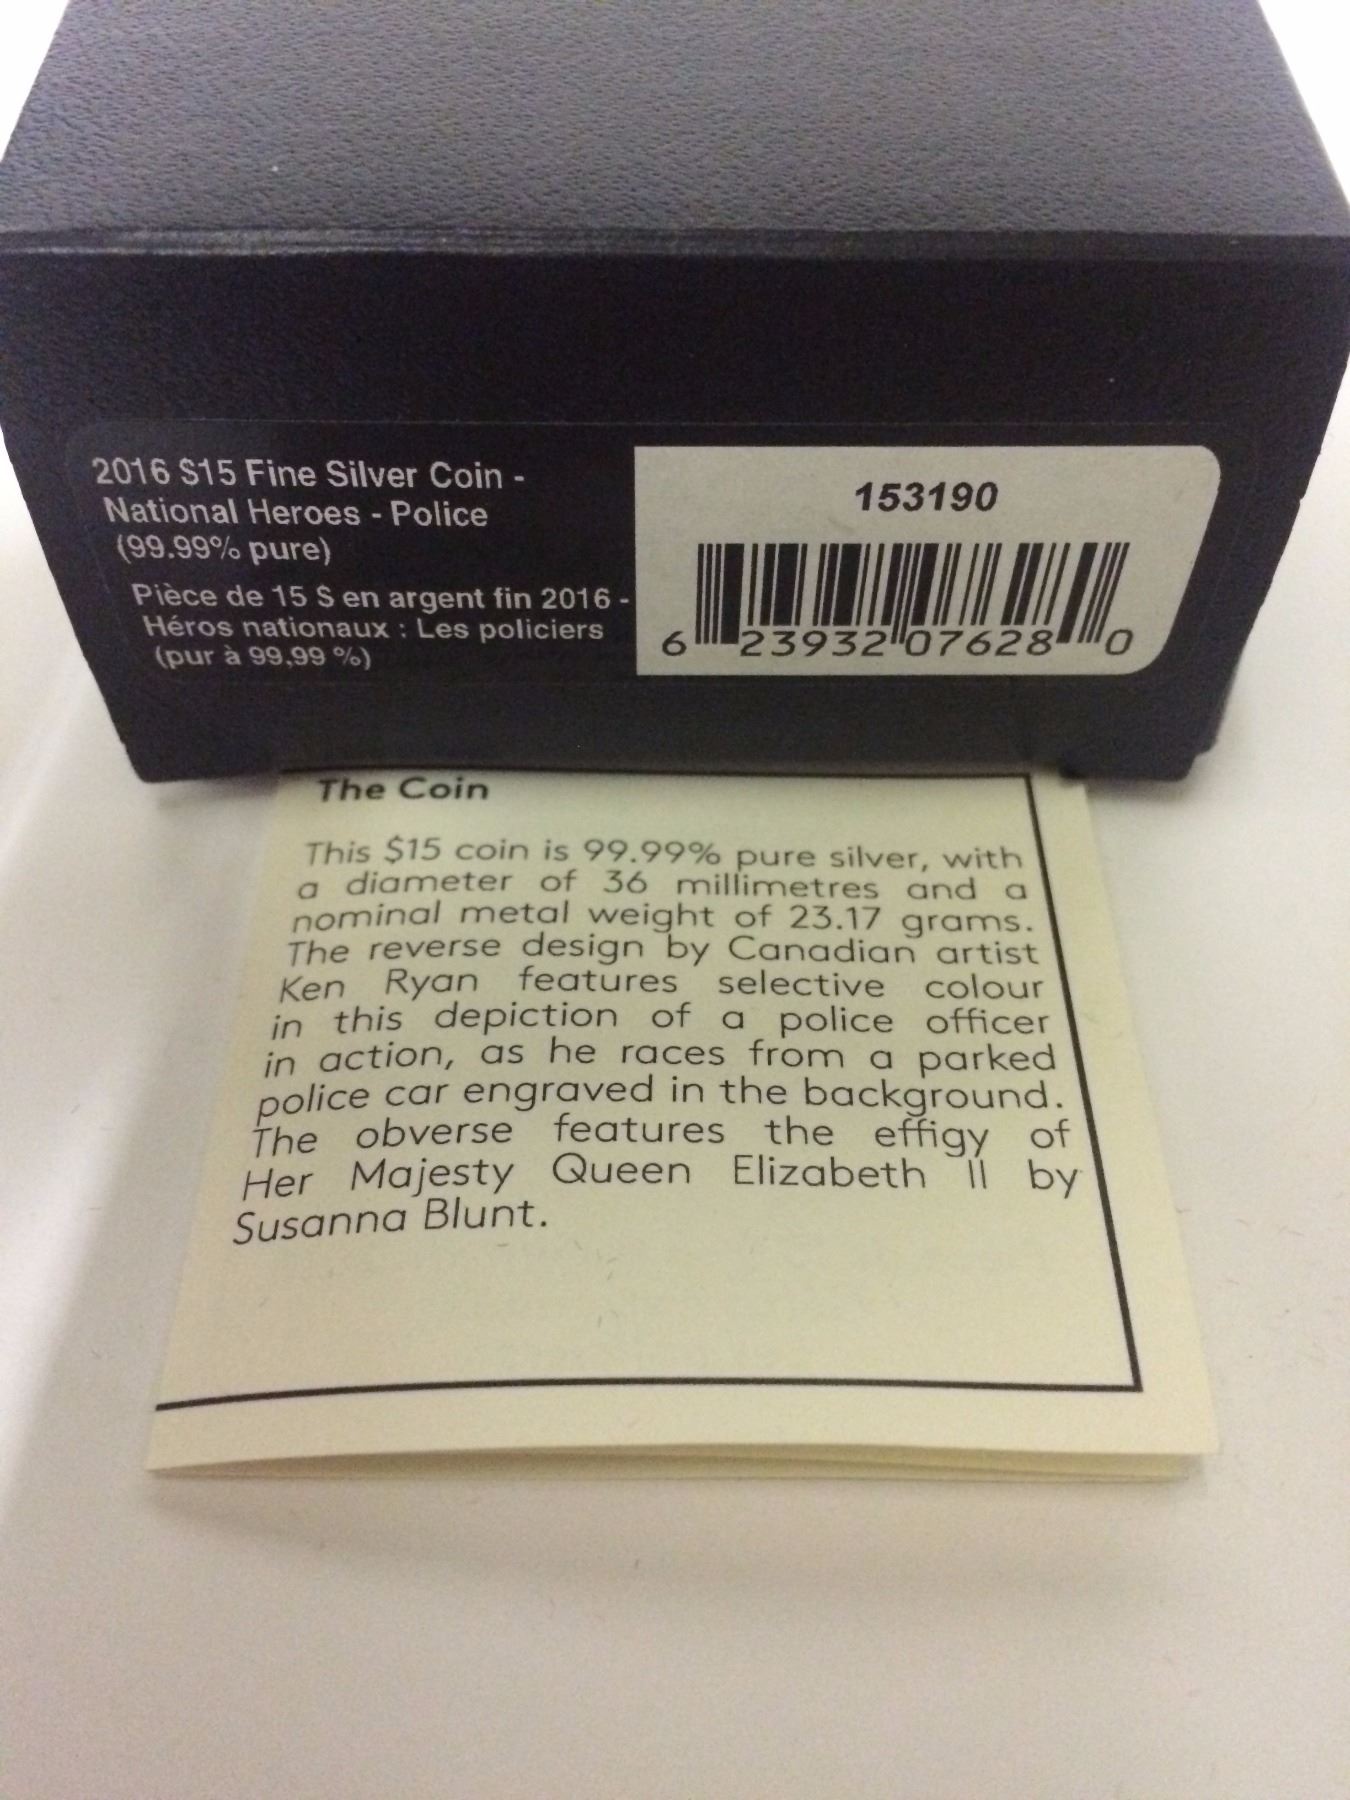 2016 $15 Fine Silver Coin -
National Heroes - Police
(99.99% pure)
Pièce de 15 $ en argent fin 2016 -
Héros nationaux : Les policiers
(pur à 99,99 %)
153190
6 23932 07628 0
The Coin
This $15 coin is 99.99% pure silver, with
a diameter of 36 millimetres and a
nominal metal weight of 23.17 grams.
The reverse design by Canadian artist
Ken Ryan features selective colour
in this depiction of a police officer
in action, as he races from a parked
police car engraved in the background.
The obverse features the effigy of
Her Majesty Queen Elizabeth II by
Susanna Blunt.